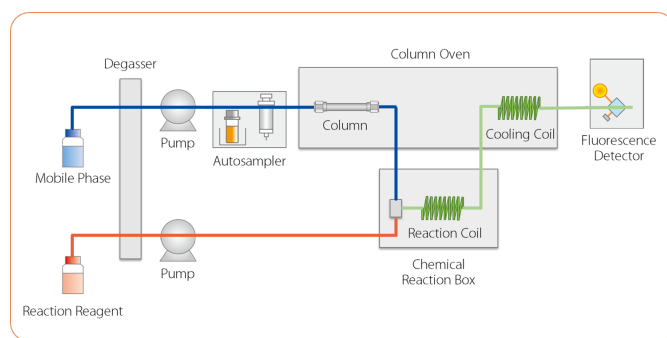 Degasser
Column Oven
Pump
Autosampler
Column
Cooling Coil
Fluorescence
Detector
Mobile Phase
Reaction Coil
Pump
Chemical
Reaction Box
Reaction Reagent